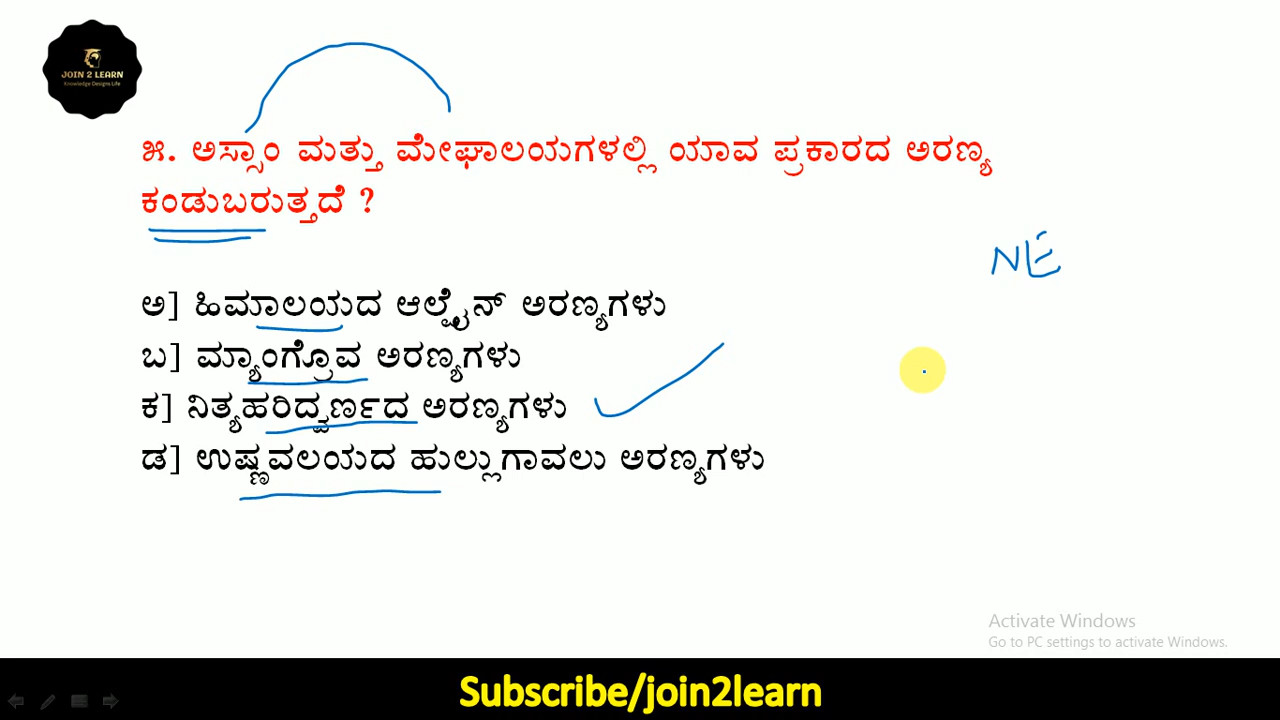 JOIN 2 LEARN
Knowledge Designs Life
೫. ಅಸ್ಸಾಂ ಮತ್ತು ಮೇಘಾಲಯಗಳಲ್ಲಿ ಯಾವ ಪ್ರಕಾರದ ಅರಣ್ಯ
ಕಂಡುಬರುತ್ತದೆ ?
NE
ಅ] ಹಿಮಾಲಯದ ಆಲ್ಪೈನ್ ಅರಣ್ಯಗಳು
ಬ] ಮ್ಯಾಂಗ್ರೊವ ಅರಣ್ಯಗಳು
ಕ] ನಿತ್ಯಹರಿದ್ವರ್ಣದ ಅರಣ್ಯಗಳು
ಡ] ಉಷ್ಣವಲಯದ ಹುಲ್ಲುಗಾವಲು ಅರಣ್ಯಗಳು
Activate Windows
Go to PC settings to activate Windows.
Subscribe/join2learn